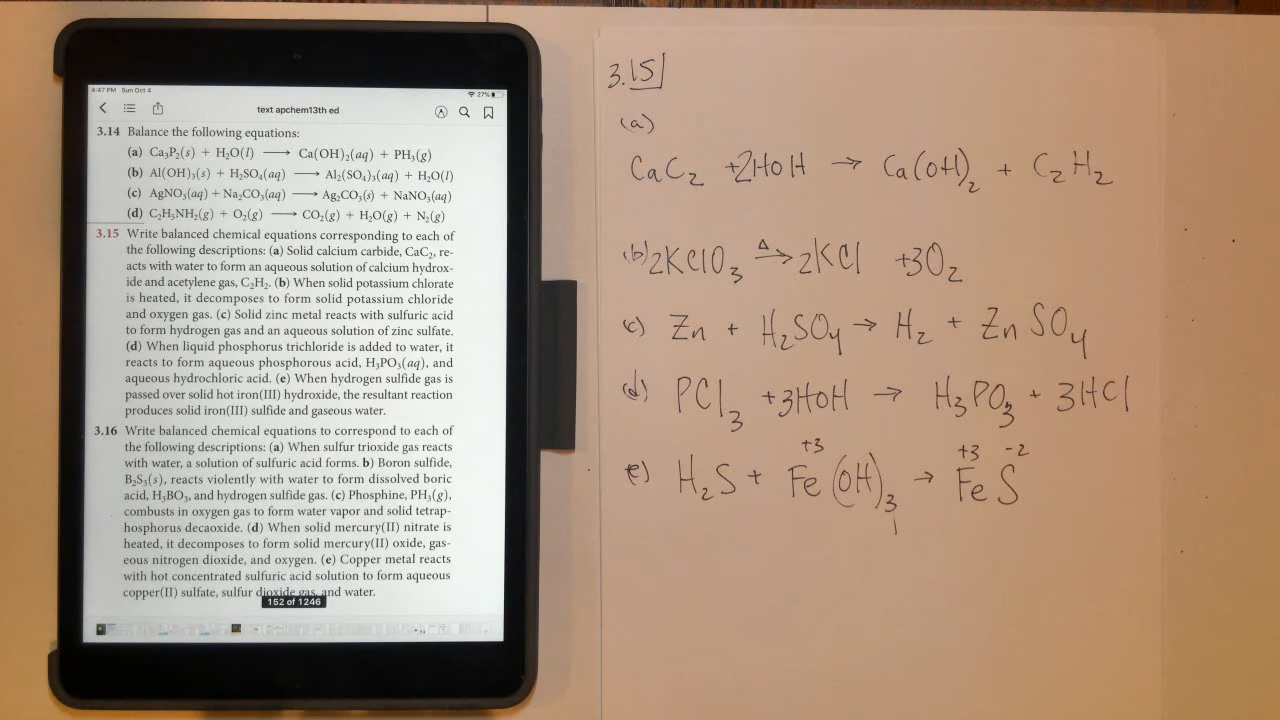 4:47 PM Sun Oct 4
27%
text apchem13th ed
3.14 Balance the following equations:
(a) Ca₃P₂(s) + H₂O(l) ⟶ Ca(OH)₂(aq) + PH₃(g)
(b) Al(OH)₃(s) + H₂SO₄(aq) ⟶ Al₂(SO₄)₃(aq) + H₂O(l)
(c) AgNO₃(aq) + Na₂CO₃(aq) ⟶ Ag₂CO₃(s) + NaNO₃(aq)
(d) C₂H₅NH₂(g) + O₂(g) ⟶ CO₂(g) + H₂O(g) + N₂(g)
3.15 Write balanced chemical equations corresponding to each of
the following descriptions: (a) Solid calcium carbide, CaC₂, re-
acts with water to form an aqueous solution of calcium hydrox-
ide and acetylene gas, C₂H₂. (b) When solid potassium chlorate
is heated, it decomposes to form solid potassium chloride
and oxygen gas. (c) Solid zinc metal reacts with sulfuric acid
to form hydrogen gas and an aqueous solution of zinc sulfate.
(d) When liquid phosphorus trichloride is added to water, it
reacts to form aqueous phosphorous acid, H₃PO₃(aq), and
aqueous hydrochloric acid. (e) When hydrogen sulfide gas is
passed over solid hot iron(III) hydroxide, the resultant reaction
produces solid iron(III) sulfide and gaseous water.
3.16 Write balanced chemical equations to correspond to each of
the following descriptions: (a) When sulfur trioxide gas reacts
with water, a solution of sulfuric acid forms. b) Boron sulfide,
B₂S₃(s), reacts violently with water to form dissolved boric
acid, H₃BO₃, and hydrogen sulfide gas. (c) Phosphine, PH₃(g),
combusts in oxygen gas to form water vapor and solid tetrap-
hosphorus decaoxide. (d) When solid mercury(II) nitrate is
heated, it decomposes to form solid mercury(II) oxide, gas-
eous nitrogen dioxide, and oxygen. (e) Copper metal reacts
with hot concentrated sulfuric acid solution to form aqueous
copper(II) sulfate, sulfur dioxide gas, and water.
152 of 1246
3.15
(a)
CaC₂ +2HOH → Ca(OH)₂ + C₂H₂
(b) 2KClO₃ Δ→ 2KCl +3O₂
c) Zn + H₂SO₄ → H₂ + ZnSO₄
d) PCl₃ +3HOH → H₃PO₃ + 3HCl
+3 +3 -2
e) H₂S + Fe(OH)₃ → FeS